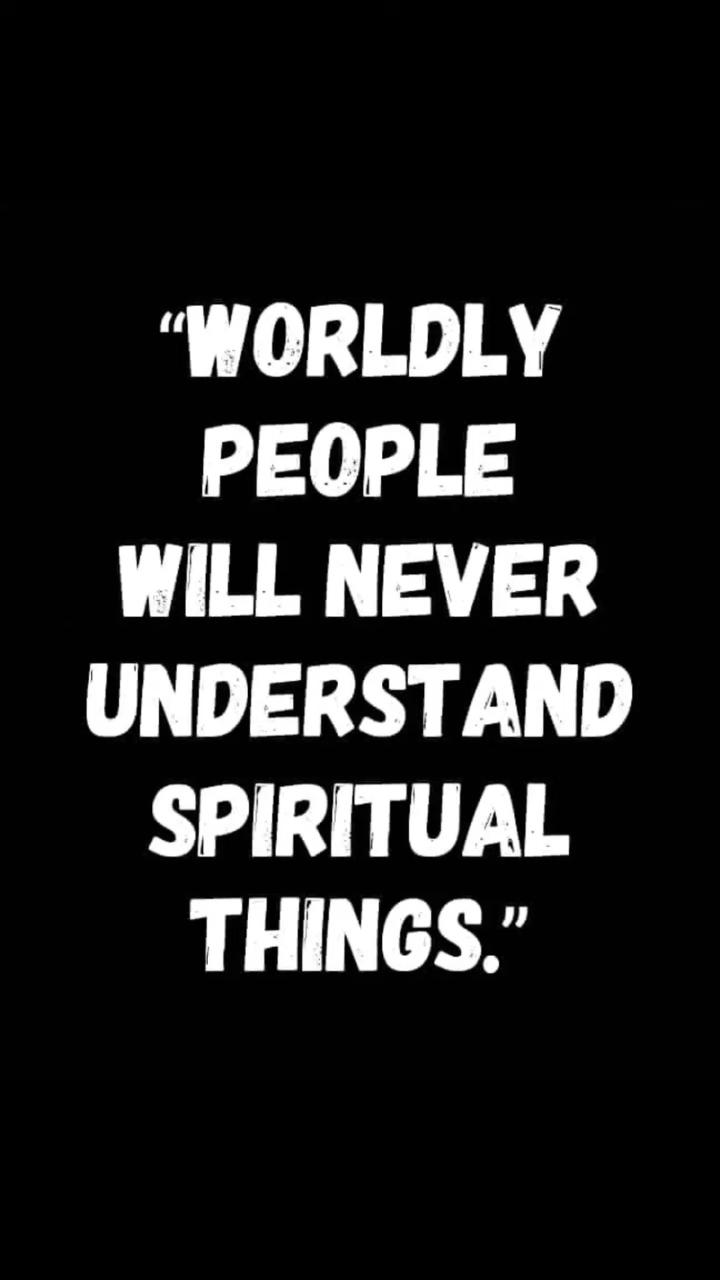 “WORLDLY
PEOPLE
WILL NEVER
UNDERSTAND
SPIRITUAL
THINGS.”